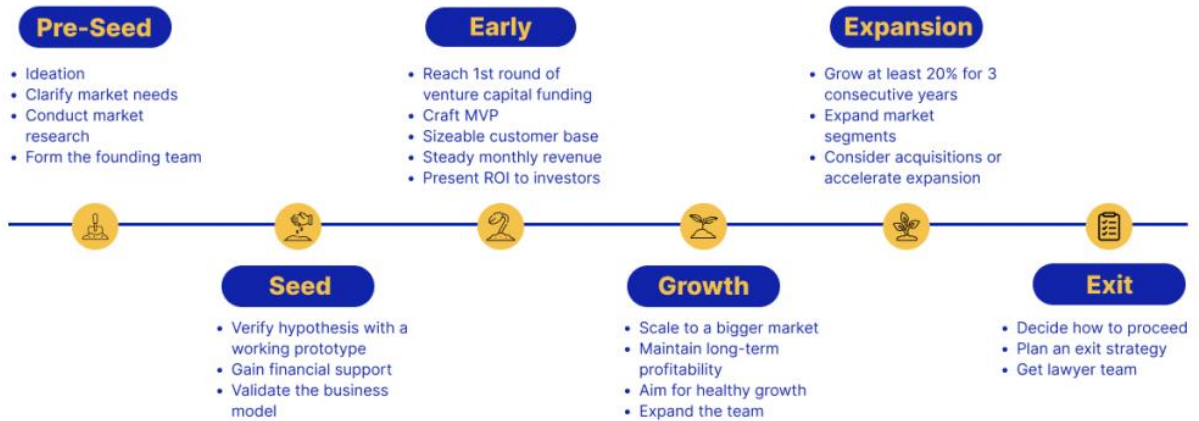 Pre-Seed
• Ideation
• Clarify market needs
• Conduct market
research
• Form the founding team
Seed
• Verify hypothesis with a
working prototype
• Gain financial support
• Validate the business
model
Early
• Reach 1st round of
venture capital funding
• Craft MVP
• Sizeable customer base
• Steady monthly revenue
• Present ROI to investors
Growth
• Scale to a bigger market
• Maintain long-term
profitability
• Aim for healthy growth
• Expand the team
Expansion
• Grow at least 20% for 3
consecutive years
• Expand market
segments
• Consider acquisitions or
accelerate expansion
Exit
• Decide how to proceed
• Plan an exit strategy
• Get lawyer team